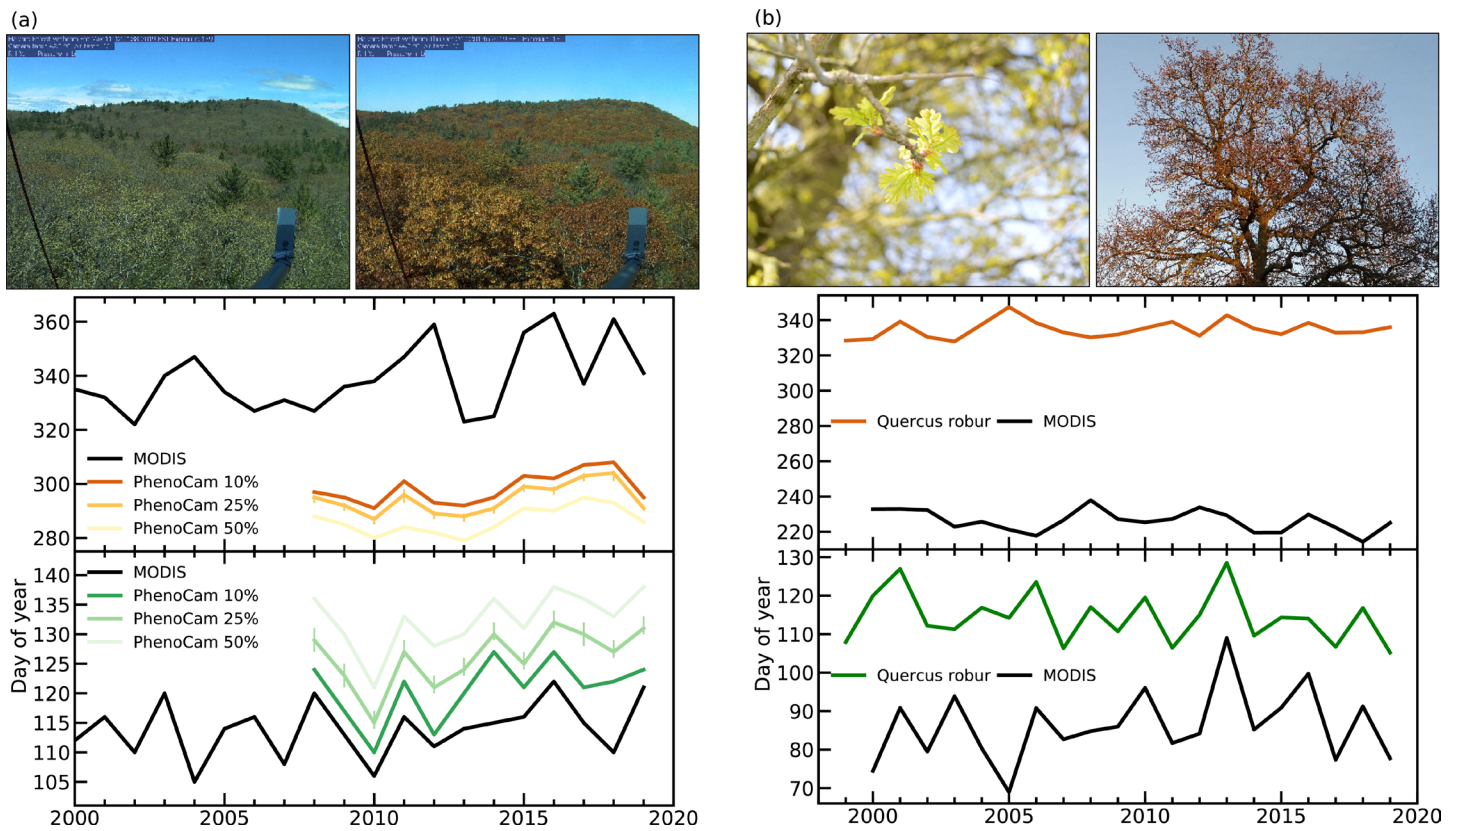 (a)
(b)
360
340
320
300
280
MODIS
PhenoCam 10%
PhenoCam 25%
PhenoCam 50%
140
135
130
125
120
115
110
105
MODIS
PhenoCam 10%
PhenoCam 25%
PhenoCam 50%
Day of year
2000 2005 2010 2015 2020
340
320
300
280
260
240
220
Quercus robur MODIS
130
120
110
100
90
80
70
Quercus robur MODIS
Day of year
2000 2005 2010 2015 2020